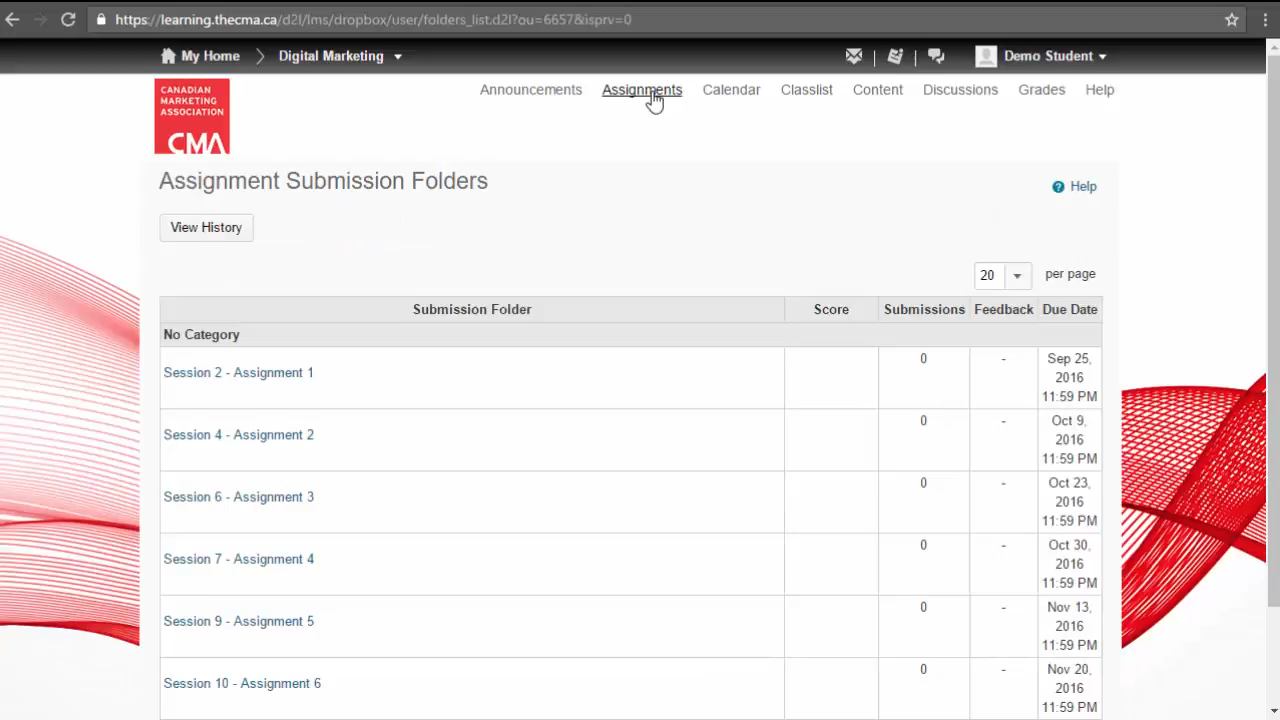 https://learning.thecma.ca/d2l/lms/dropbox/user/folders_list.d2l?ou=6657&isprv=0
My Home Digital Marketing Demo Student
CANADIAN
MARKETING
ASSOCIATION
CMA
Announcements Assignments Calendar Classlist Content Discussions Grades Help
Assignment Submission Folders
Help
View History
20 per page
Submission Folder Score Submissions Feedback Due Date
No Category
Session 2 - Assignment 1 0 - Sep 25,
2016
11:59 PM
Session 4 - Assignment 2 0 - Oct 9,
2016
11:59 PM
Session 6 - Assignment 3 0 - Oct 23,
2016
11:59 PM
Session 7 - Assignment 4 0 - Oct 30,
2016
11:59 PM
Session 9 - Assignment 5 0 - Nov 13,
2016
11:59 PM
Session 10 - Assignment 6 0 - Nov 20,
2016
11:59 PM